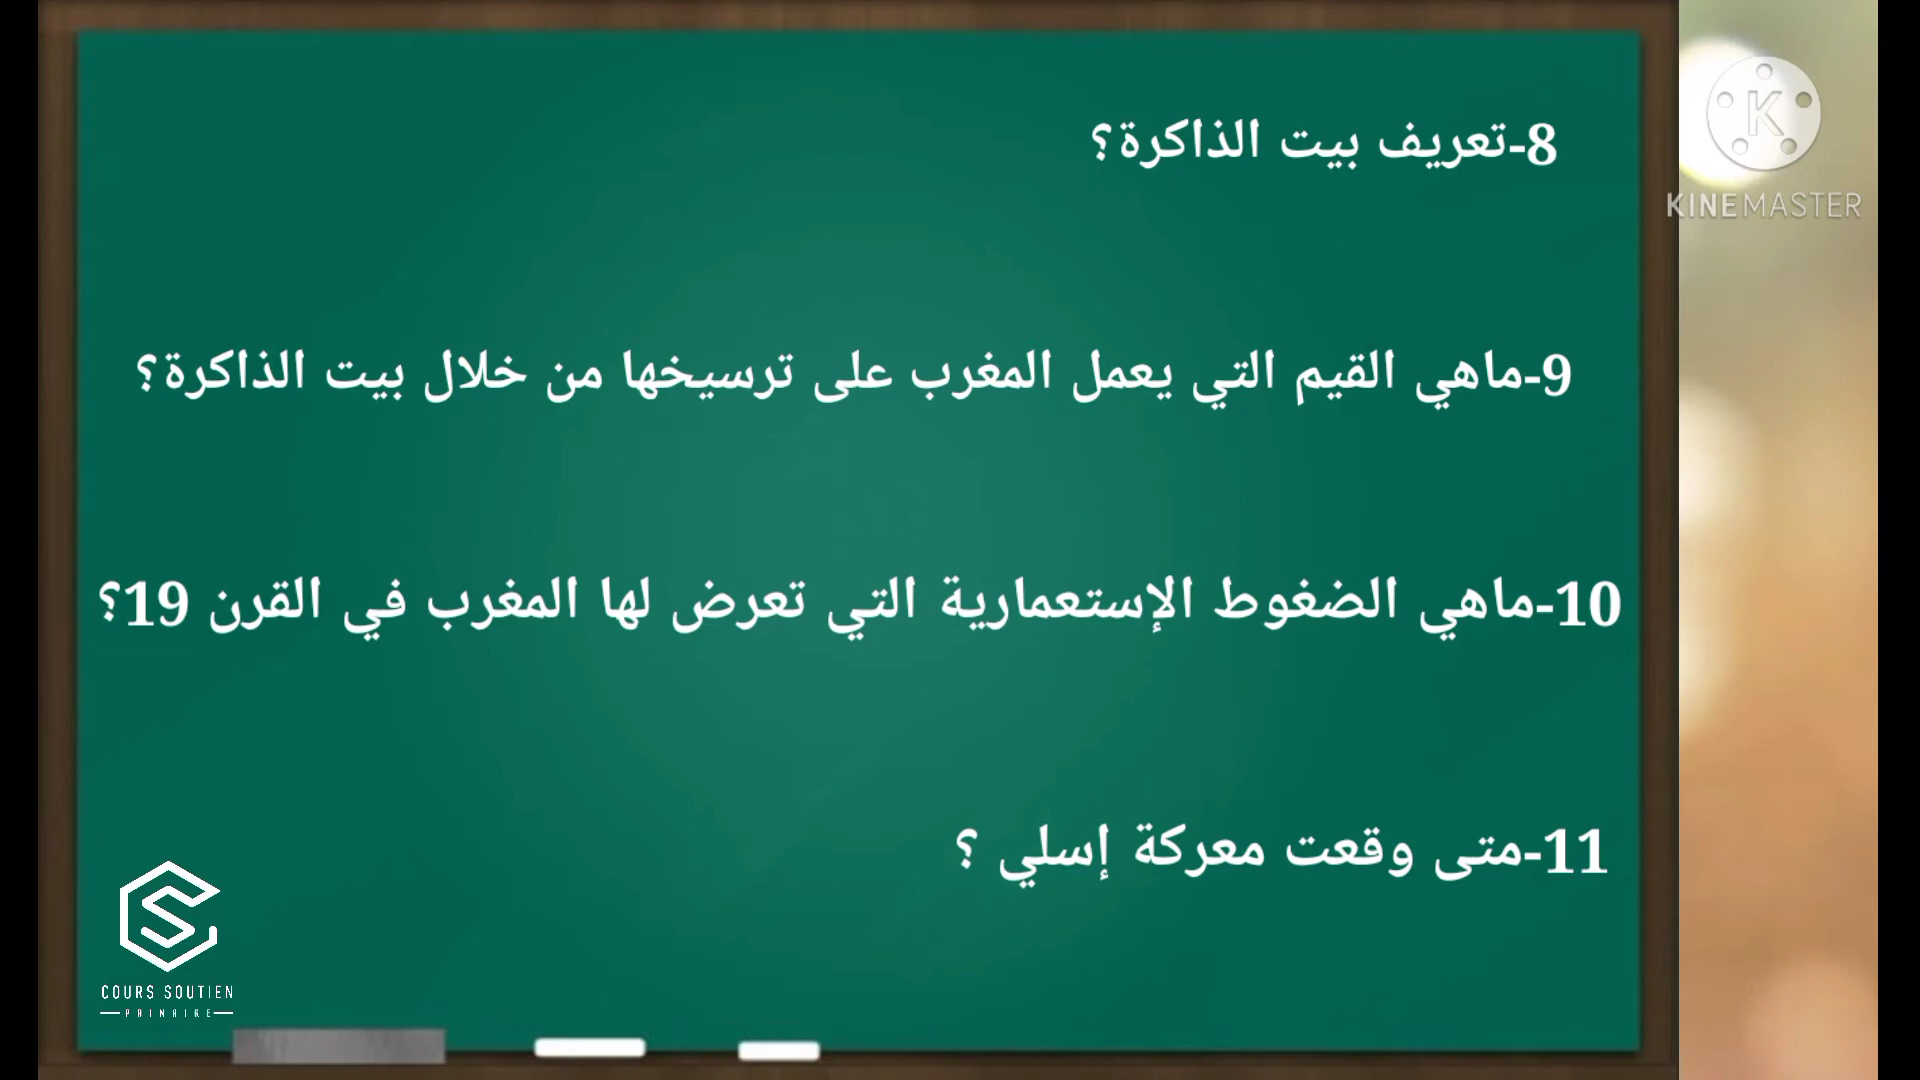 8-تعريف بيت الذاكرة؟
KINEMASTER
9-ماهي القيم التي يعمل المغرب على ترسيخها من خلال بيت الذاكرة؟
10-ماهي الضغوط الإستعمارية التي تعرض لها المغرب في القرن 19؟
11-متى وقعت معركة إسلي ؟
COURS SOUTIEN
PRIMAIRE